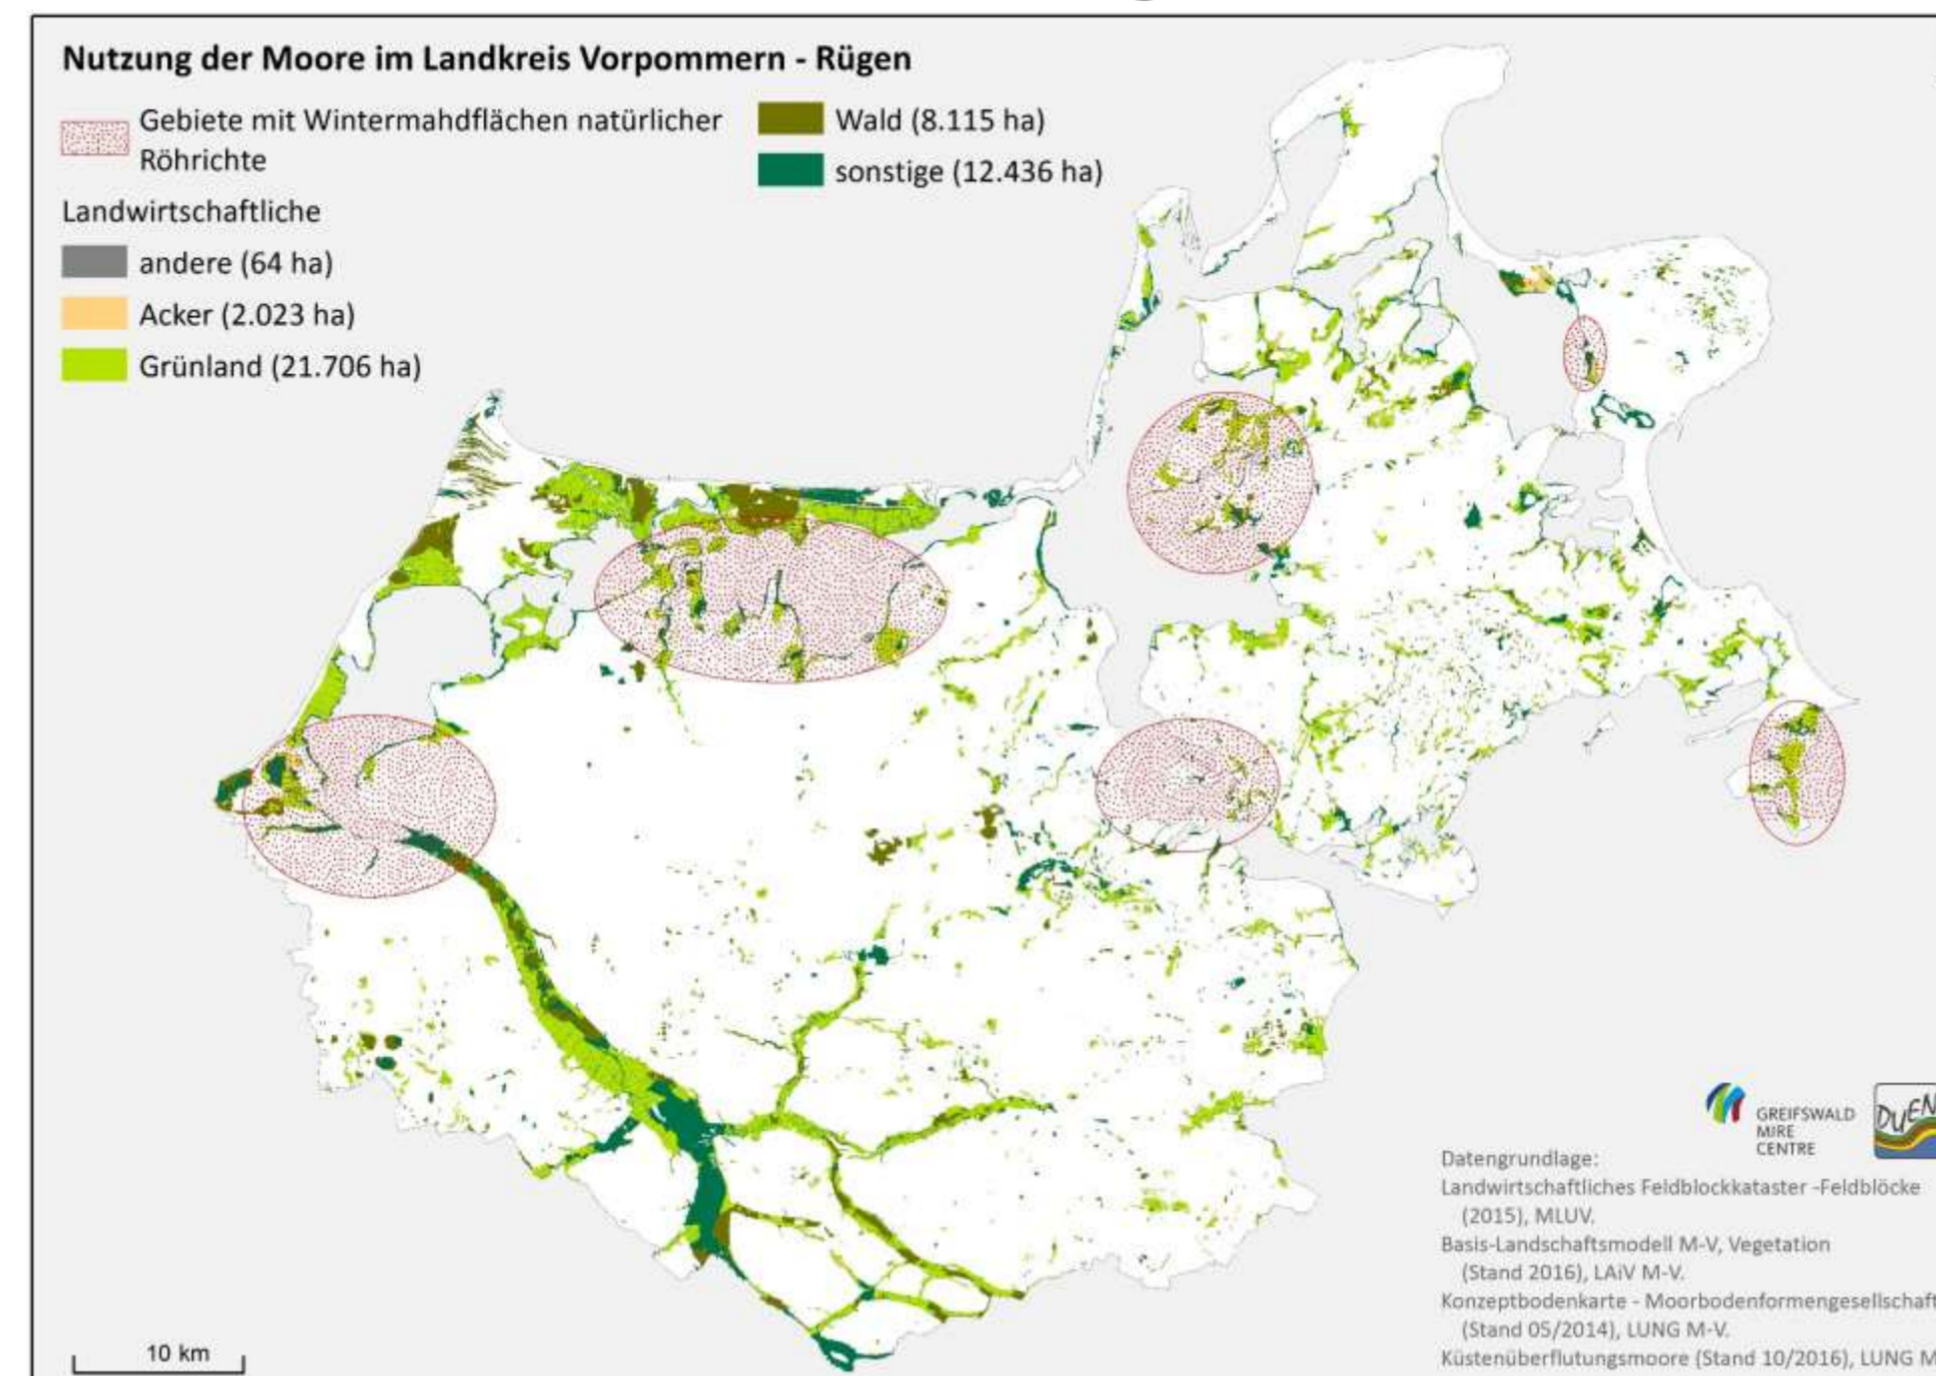 Nutzung der Moore im Landkreis Vorpommern - Rügen
Gebiete mit Wintermahdflächen natürlicher
Röhrichte
Landwirtschaftliche
andere (64 ha)
Acker (2.023 ha)
Grünland (21.706 ha)
Wald (8.115 ha)
sonstige (12.436 ha)
GREIFSWALD
MIRE
CENTRE
DUEN
Datengrundlage:
Landwirtschaftliches Feldblockkataster -Feldblöcke
(2015), MLUV.
Basis-Landschaftsmodell M-V, Vegetation
(Stand 2016), LAiV M-V.
Konzeptbodenkarte - Moorbodenformengesellschaft
(Stand 05/2014), LUNG M-V.
Küstenüberflutungsmoore (Stand 10/2016), LUNG M
10 km